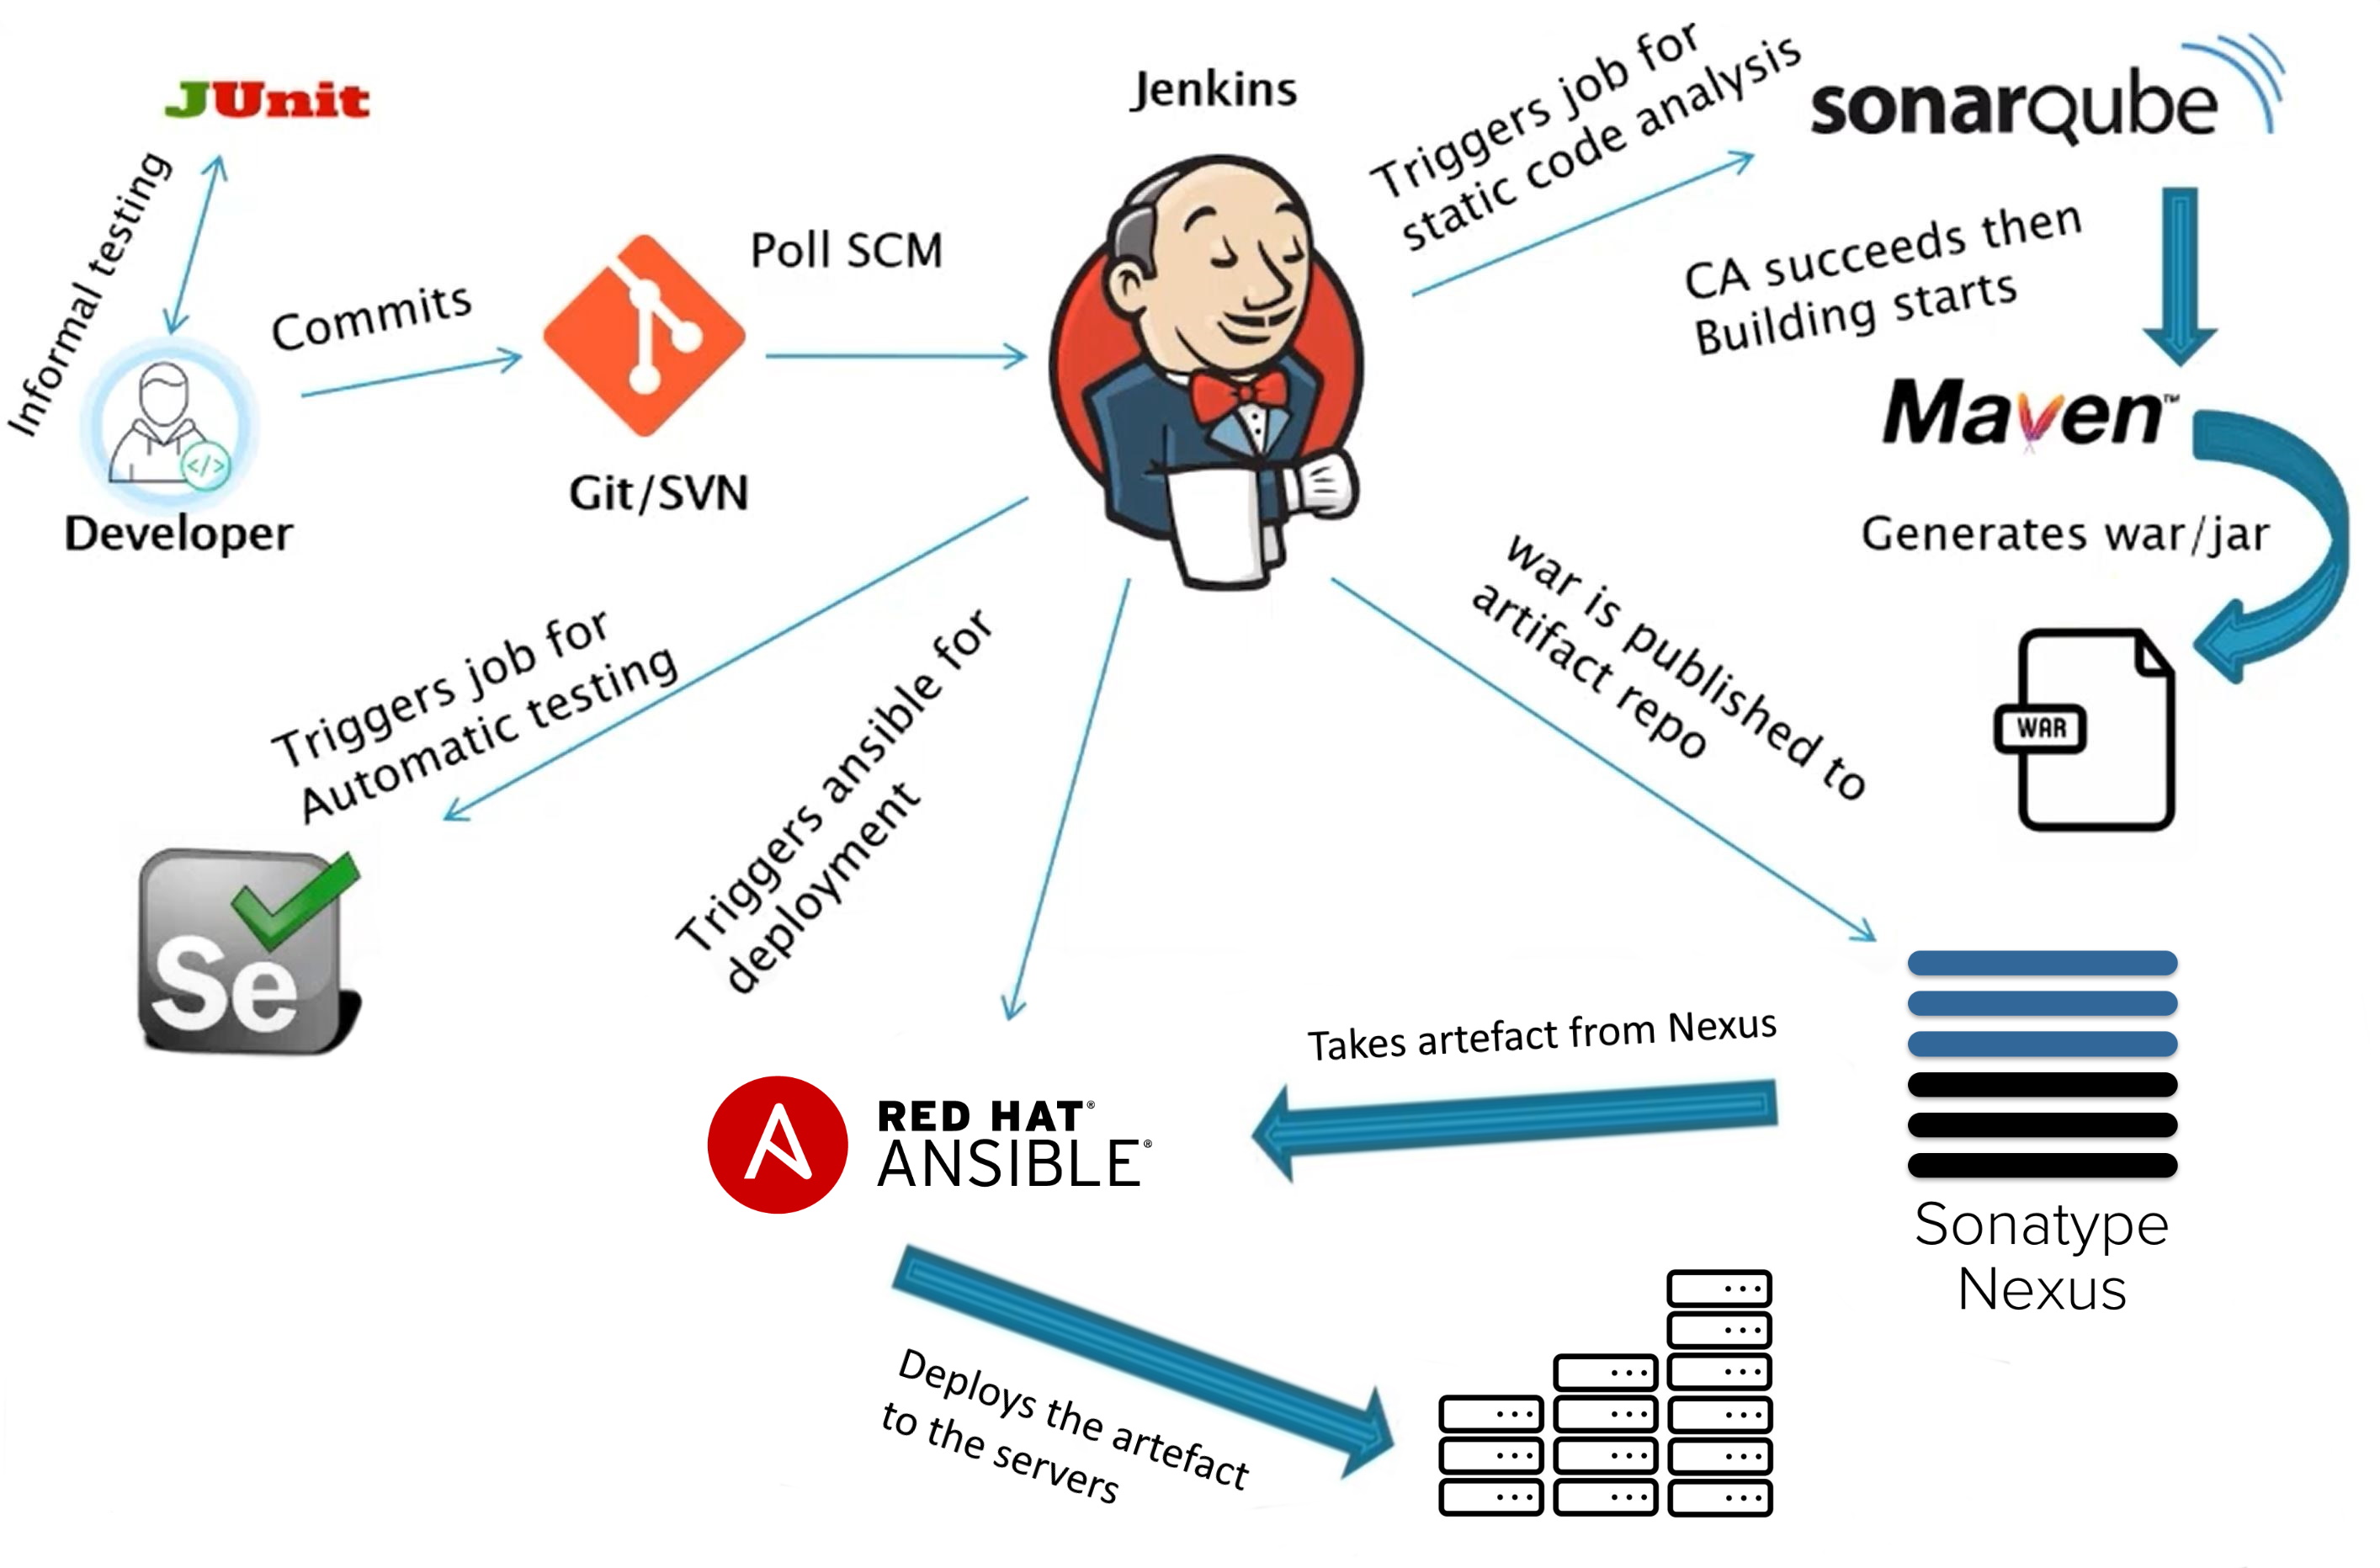 JUnit
Informal testing
Developer
</>
Commits
Git/SVN
Poll SCM
Jenkins
Triggers job for
static code analysis
sonarqube
CA succeeds then
Building starts
Maven™
Generates war/jar
WAR
war is published to
artifact repo
Triggers job for
Automatic testing
Se
Triggers ansible for
deployment
Sonatype
Nexus
Takes artefact from Nexus
A
RED HAT®
ANSIBLE®
Deploys the artefact
to the servers